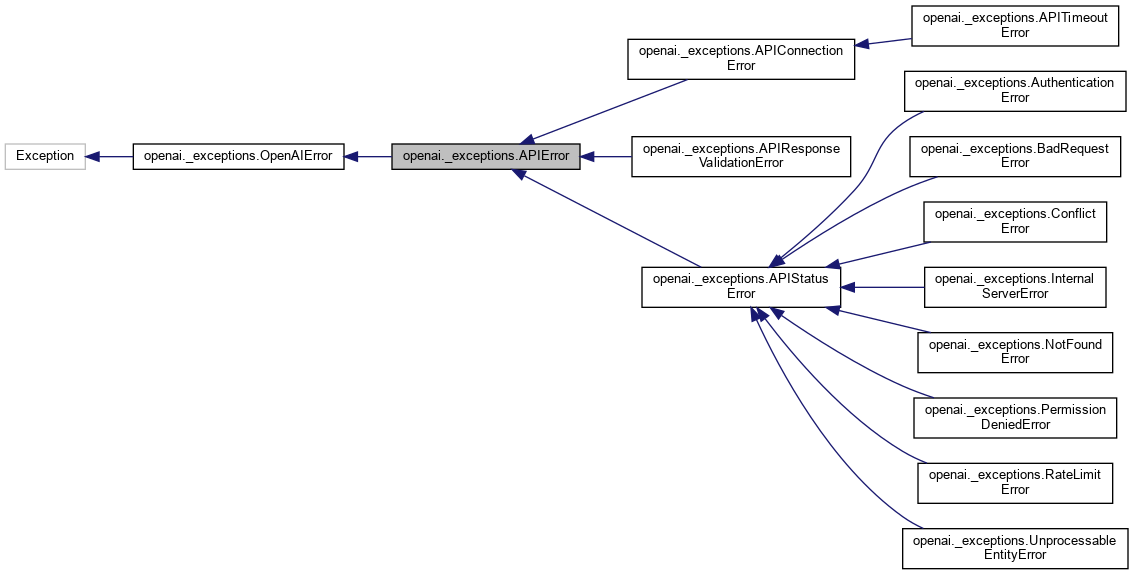 Exception
openai._exceptions.OpenAIError
openai._exceptions.APIError
openai._exceptions.APIConnection
Error
openai._exceptions.APITimeout
Error
openai._exceptions.APIResponse
ValidationError
openai._exceptions.APIStatus
Error
openai._exceptions.Authentication
Error
openai._exceptions.BadRequest
Error
openai._exceptions.Conflict
Error
openai._exceptions.Internal
ServerError
openai._exceptions.NotFound
Error
openai._exceptions.Permission
DeniedError
openai._exceptions.RateLimit
Error
openai._exceptions.Unprocessable
EntityError